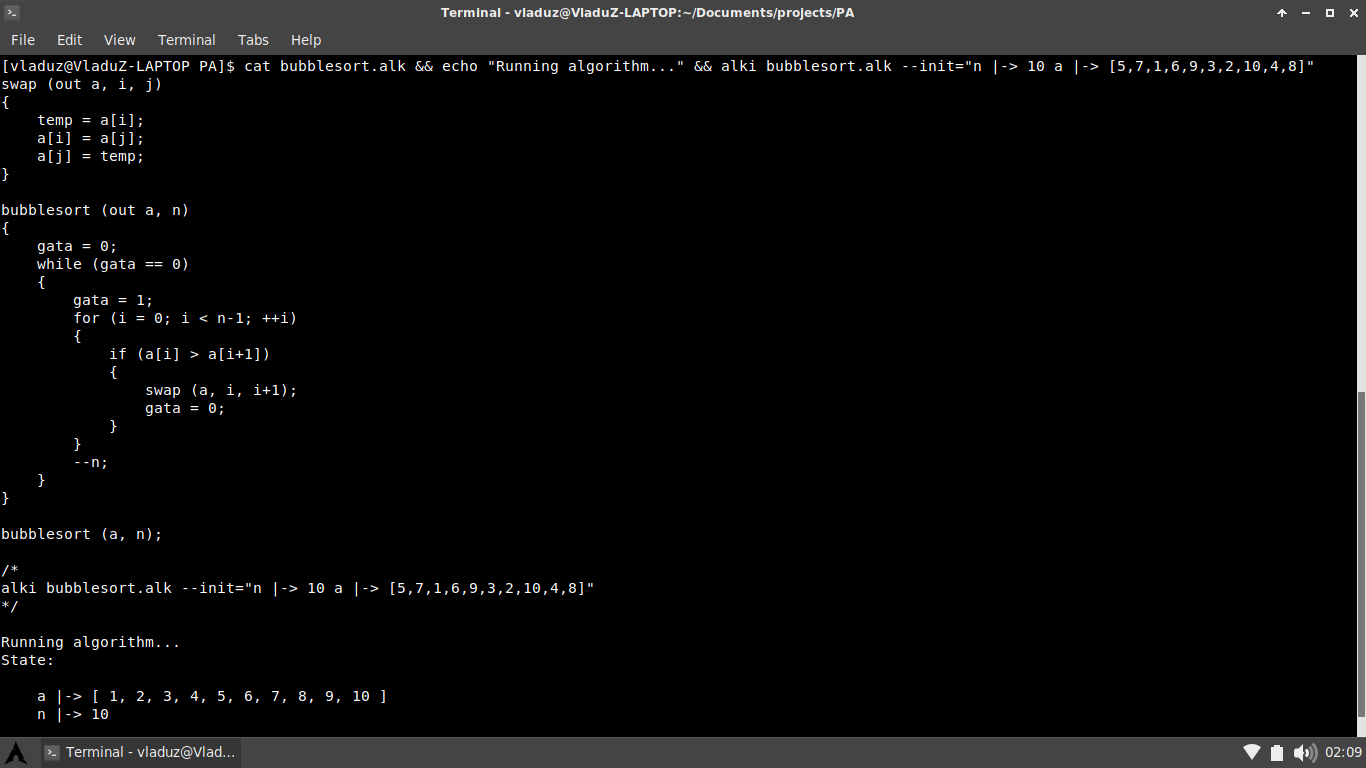 Terminal - vladuz@VladuZ-LAPTOP:~/Documents/projects/PA
File Edit View Terminal Tabs Help
[vladuz@VladuZ-LAPTOP PA]$ cat bubblesort.alk && echo "Running algorithm..." && alki bubblesort.alk --init="n |-> 10 a |-> [5,7,1,6,9,3,2,10,4,8]"
swap (out a, i, j)
{
    temp = a[i];
    a[i] = a[j];
    a[j] = temp;
}

bubblesort (out a, n)
{
    gata = 0;
    while (gata == 0)
    {
        gata = 1;
        for (i = 0; i < n-1; ++i)
        {
            if (a[i] > a[i+1])
            {
                swap (a, i, i+1);
                gata = 0;
            }
        }
        --n;
    }
}

bubblesort (a, n);

/*
alki bubblesort.alk --init="n |-> 10 a |-> [5,7,1,6,9,3,2,10,4,8]"
*/

Running algorithm...
State:

    a |-> [ 1, 2, 3, 4, 5, 6, 7, 8, 9, 10 ]
    n |-> 10
Terminal - vladuz@Vlad...
02:09